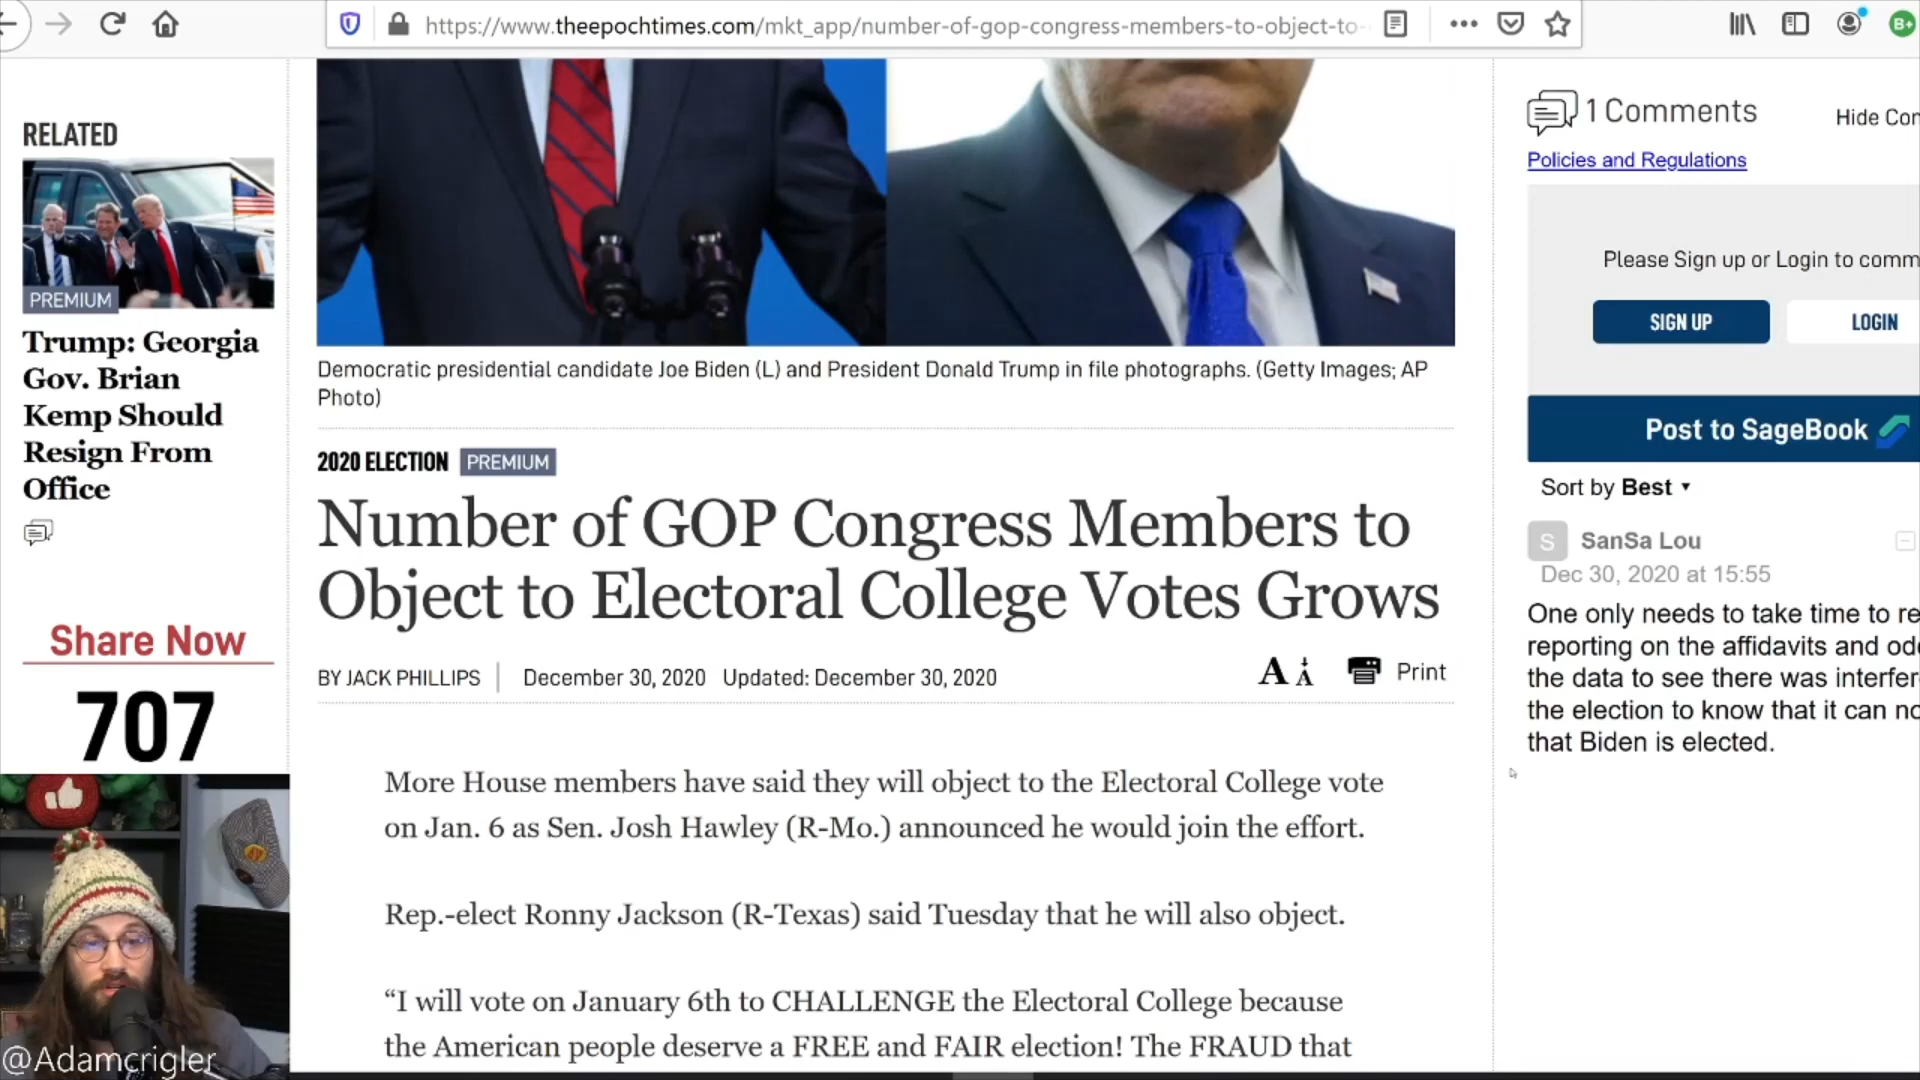 https://www.theepochtimes.com/mkt_app/number-of-gop-congress-members-to-object-to-
RELATED
PREMIUM
Trump: Georgia
Gov. Brian
Kemp Should
Resign From
Office
Share Now
707
@Adamcrigler
Democratic presidential candidate Joe Biden (L) and President Donald Trump in file photographs. (Getty Images; AP
Photo)
2020 ELECTION PREMIUM
Number of GOP Congress Members to
Object to Electoral College Votes Grows
BY JACK PHILLIPS December 30, 2020 Updated: December 30, 2020
A A Print
More House members have said they will object to the Electoral College vote
on Jan. 6 as Sen. Josh Hawley (R-Mo.) announced he would join the effort.
Rep.-elect Ronny Jackson (R-Texas) said Tuesday that he will also object.
“I will vote on January 6th to CHALLENGE the Electoral College because
the American people deserve a FREE and FAIR election! The FRAUD that
1 Comments
Hide Con
Policies and Regulations
Please Sign up or Login to comm
SIGN UP LOGIN
Post to SageBook
Sort by Best
S SanSa Lou
Dec 30, 2020 at 15:55
One only needs to take time to re
reporting on the affidavits and od
the data to see there was interfer
the election to know that it can no
that Biden is elected.
B+